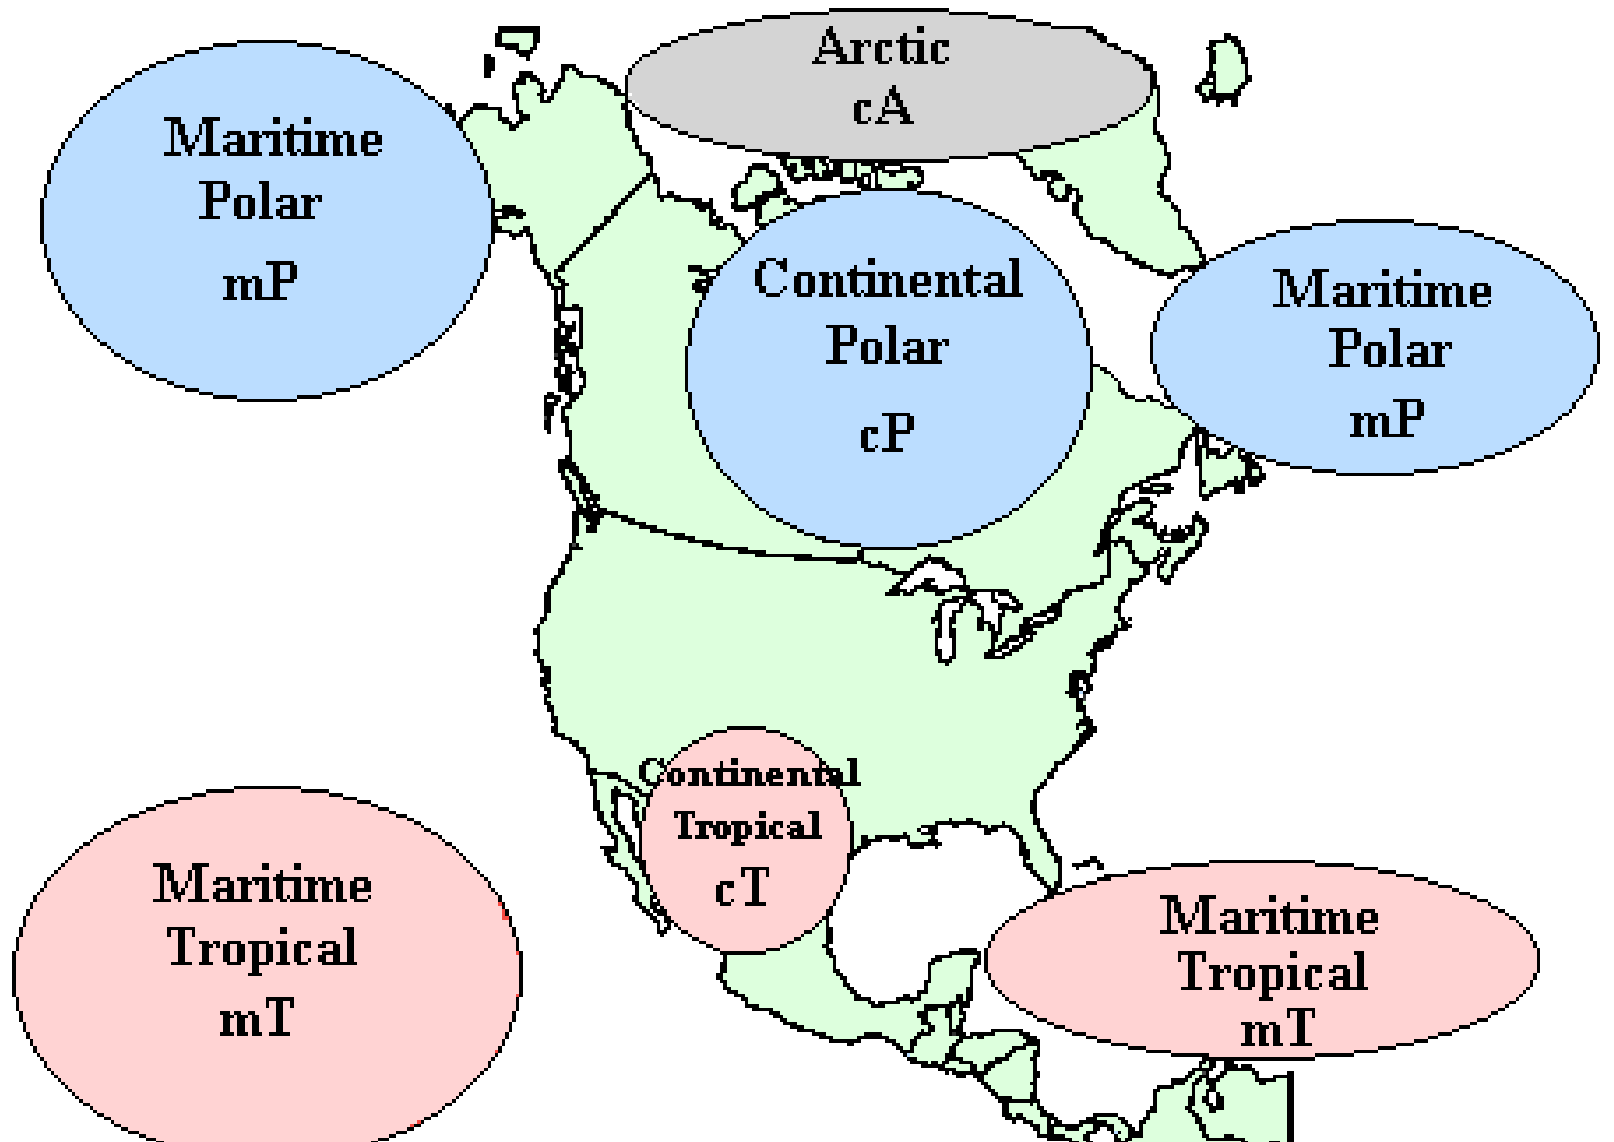 Arctic
cA
Maritime
Polar
mP
Continental
Polar
cP
Maritime
Polar
mP
Continental
Tropical
cT
Maritime
Tropical
mT
Maritime
Tropical
mT